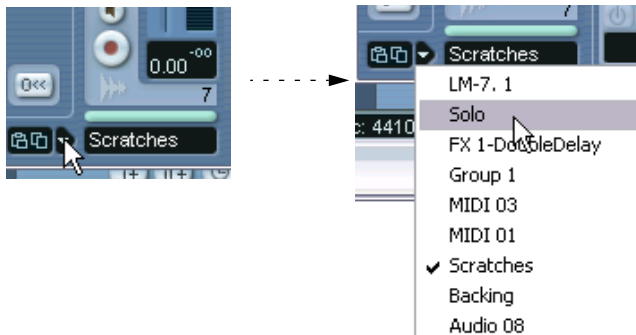 0.00 -oo
7
0<<
Scratches
7
Scratches
c: 4410
LM-7. 1
Solo
FX 1-DoubleDelay
Group 1
MIDI 03
MIDI 01
Scratches
Backing
Audio 08